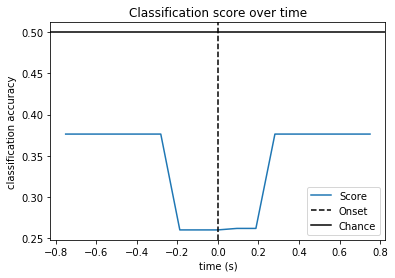 Classification score over time
classification accuracy
0.50
0.45
0.40
0.35
0.30
0.25
−0.8 −0.6 −0.4 −0.2 0.0 0.2 0.4 0.6 0.8
time (s)
Score
Onset
Chance